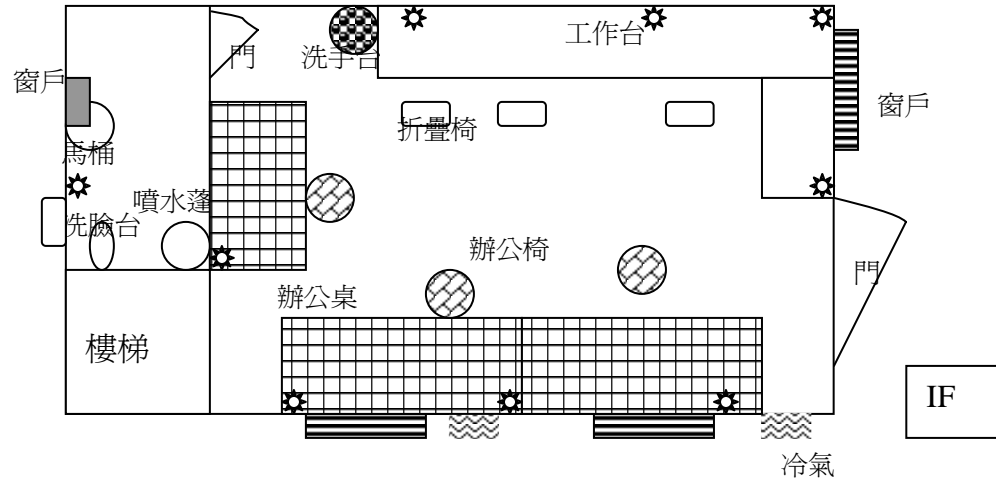 工作台
門
洗手台
窗戶
窗戶
折疊椅
馬桶
噴水蓬
洗臉台
辦公椅
門
辦公桌
樓梯
IF
冷氣